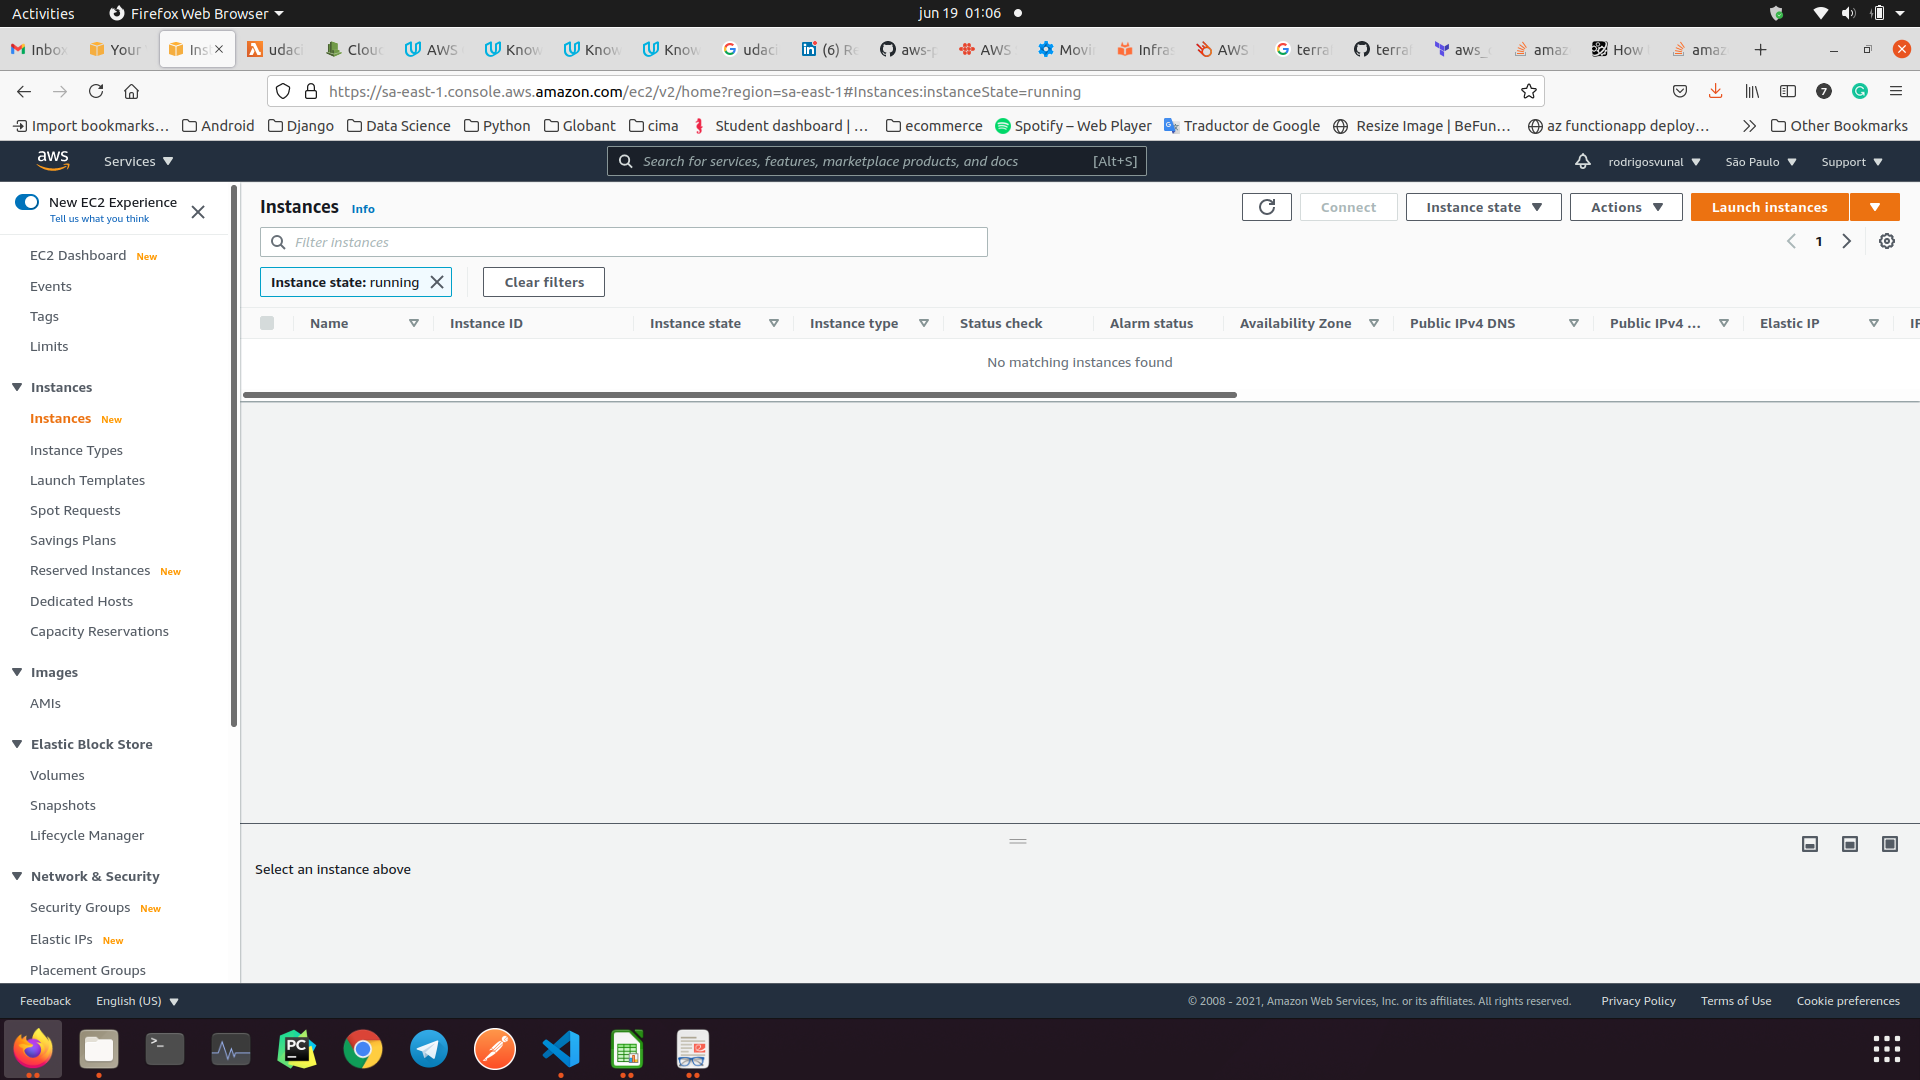 Activities
Firefox Web Browser
jun 19 01:06
Inbo
Your
Ins
udaci
Clou
AWS
Know
Know
Know
udaci
(6) Re
aws-p
AWS
Movi
Infras
AWS
terra
terraf
aws_
amaz
How
amaz
https://sa-east-1.console.aws.amazon.com/ec2/v2/home?region=sa-east-1#Instances:instanceState=running
7
Import bookmarks…
Android
Django
Data Science
Python
Globant
cima
Student dashboard | …
ecommerce
Spotify – Web Player
Traductor de Google
Resize Image | BeFun…
az functionapp deploy…
Other Bookmarks
aws
Services
Search for services, features, marketplace products, and docs
[Alt+S]
rodrigosvunal
São Paulo
Support
New EC2 Experience
Tell us what you think
EC2 Dashboard New
Events
Tags
Limits
Instances
Instances New
Instance Types
Launch Templates
Spot Requests
Savings Plans
Reserved Instances New
Dedicated Hosts
Capacity Reservations
Images
AMIs
Elastic Block Store
Volumes
Snapshots
Lifecycle Manager
Network & Security
Security Groups New
Elastic IPs New
Placement Groups
Instances Info
Connect
Instance state
Actions
Launch instances
Filter instances
1
Instance state: running
Clear filters
Name
Instance ID
Instance state
Instance type
Status check
Alarm status
Availability Zone
Public IPv4 DNS
Public IPv4 ...
Elastic IP
IP
No matching instances found
Select an instance above
Feedback
English (US)
© 2008 - 2021, Amazon Web Services, Inc. or its affiliates. All rights reserved.
Privacy Policy
Terms of Use
Cookie preferences
PC